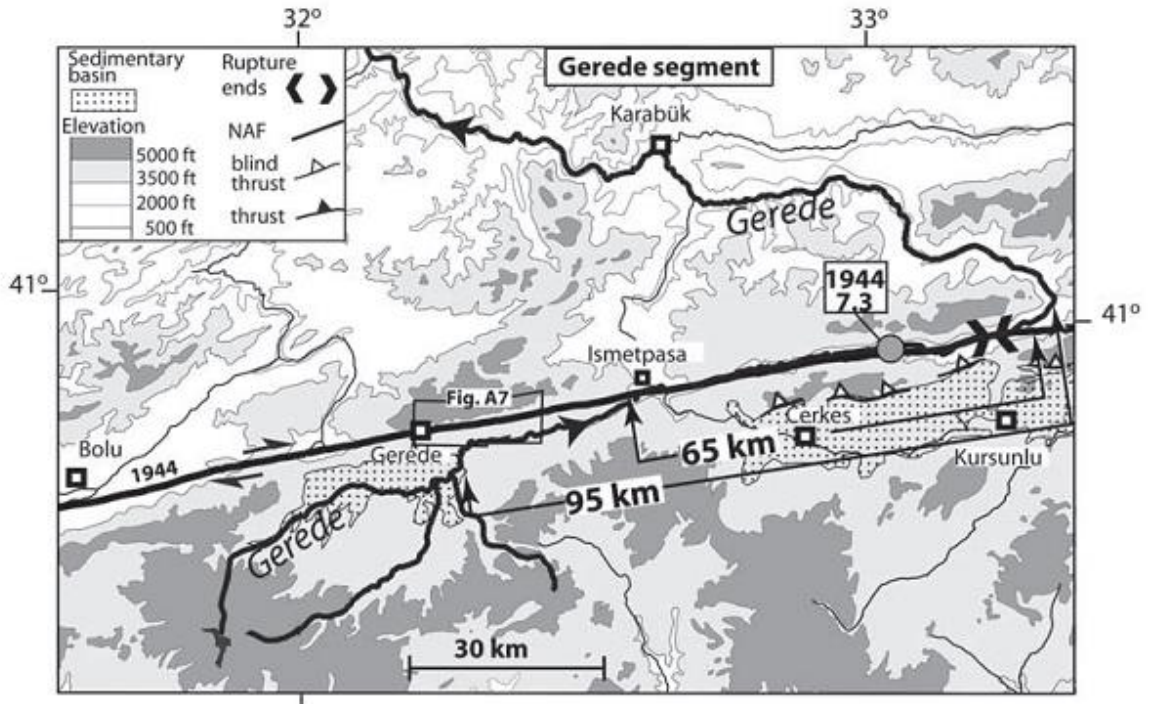 32º
33º
Sedimentary
basin
Rupture
ends
Elevation
5000 ft
3500 ft
2000 ft
500 ft
NAF
blind
thrust
thrust
Gerede segment
Karabük
Gerede
41º
1944
7.3
41º
Ismetpasa
Fig. A7
Bolu
1944
Gerede
Cerkes
65 km
Kursunlu
95 km
Gerede
30 km